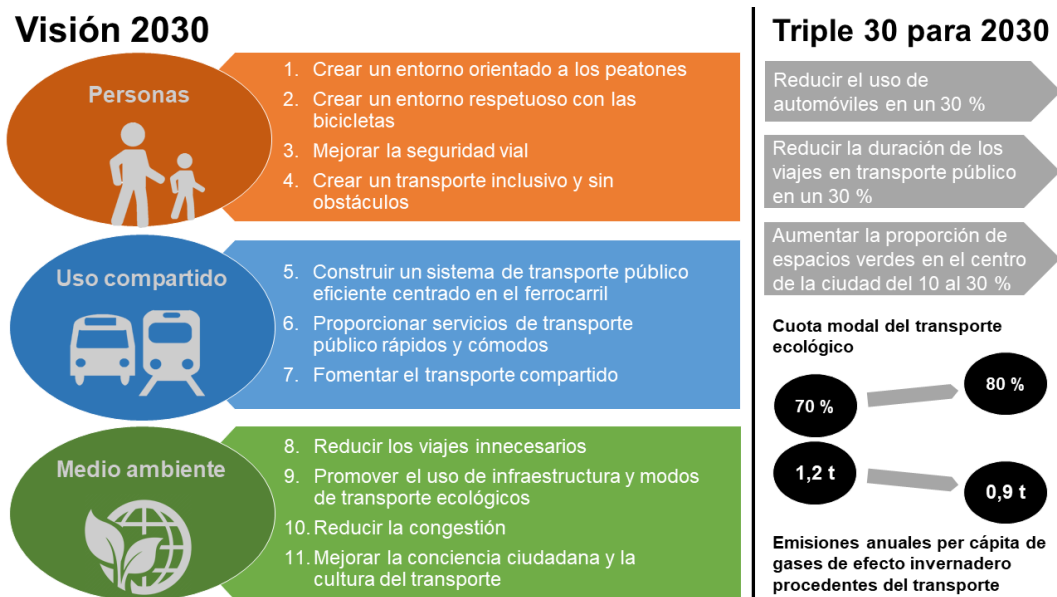 Visión 2030
Personas
1. Crear un entorno orientado a los peatones
2. Crear un entorno respetuoso con las
bicicletas
3. Mejorar la seguridad vial
4. Crear un transporte inclusivo y sin
obstáculos
Uso compartido
5. Construir un sistema de transporte público
eficiente centrado en el ferrocarril
6. Proporcionar servicios de transporte
público rápidos y cómodos
7. Fomentar el transporte compartido
Medio ambiente
8. Reducir los viajes innecesarios
9. Promover el uso de infraestructura y modos
de transporte ecológicos
10. Reducir la congestión
11. Mejorar la conciencia ciudadana y la
cultura del transporte
Triple 30 para 2030
Reducir el uso de
automóviles en un 30 %
Reducir la duración de los
viajes en transporte público
en un 30 %
Aumentar la proporción de
espacios verdes en el centro
de la ciudad del 10 al 30 %
Cuota modal del transporte
ecológico
70 %
80 %
1,2 t
0,9 t
Emisiones anuales per cápita de
gases de efecto invernadero
procedentes del transporte